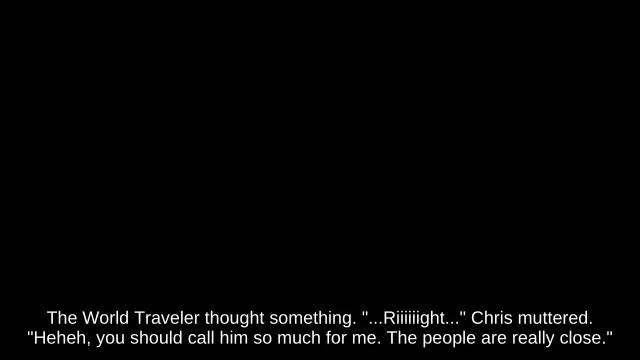 The World Traveler thought something. "...Riiiiiight..." Chris muttered.
"Heheh, you should call him so much for me. The people are really close."